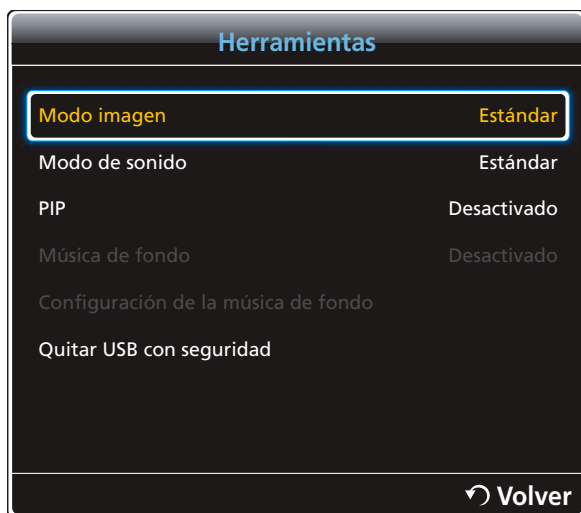 Herramientas
Modo imagen Estándar
Modo de sonido Estándar
PIP Desactivado
Música de fondo Desactivado
Configuración de la música de fondo
Quitar USB con seguridad
Volver